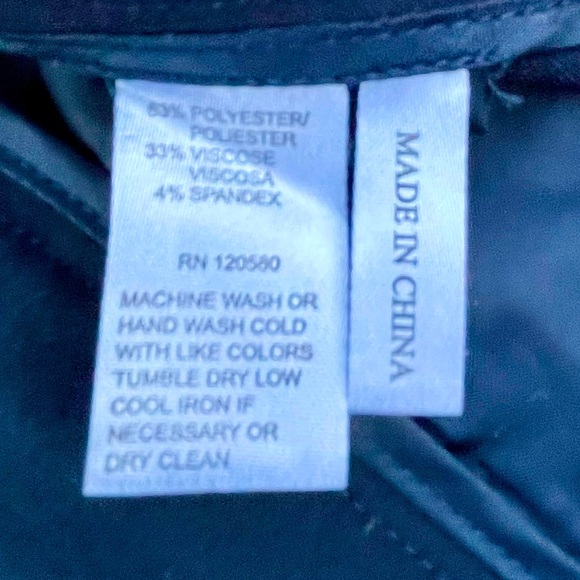 63% POLYESTER/
POLIESTER
33% VISCOSE
VISCOSA
4% SPANDEX
RN 120580
MACHINE WASH OR
HAND WASH COLD
WITH LIKE COLORS
TUMBLE DRY LOW
COOL IRON IF
NECESSARY OR
DRY CLEAN
MADE IN CHINA